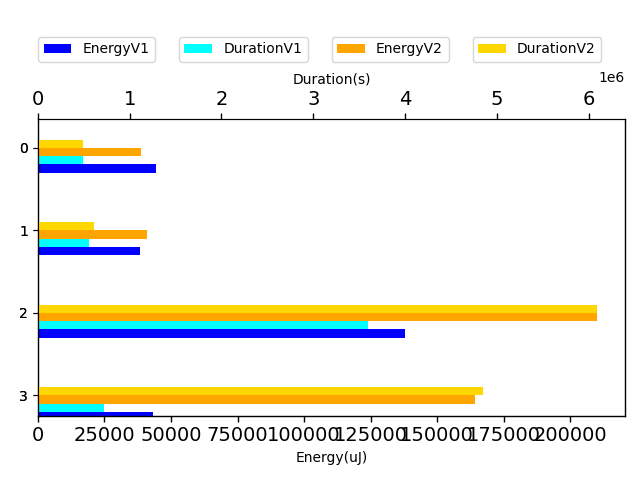 EnergyV1 DurationV1 EnergyV2 DurationV2
Duration(s)
1e6
0 1 2 3 4 5 6
0
1
2
3
0 25000 50000 75000 100000 125000 150000 175000 200000
Energy(uJ)